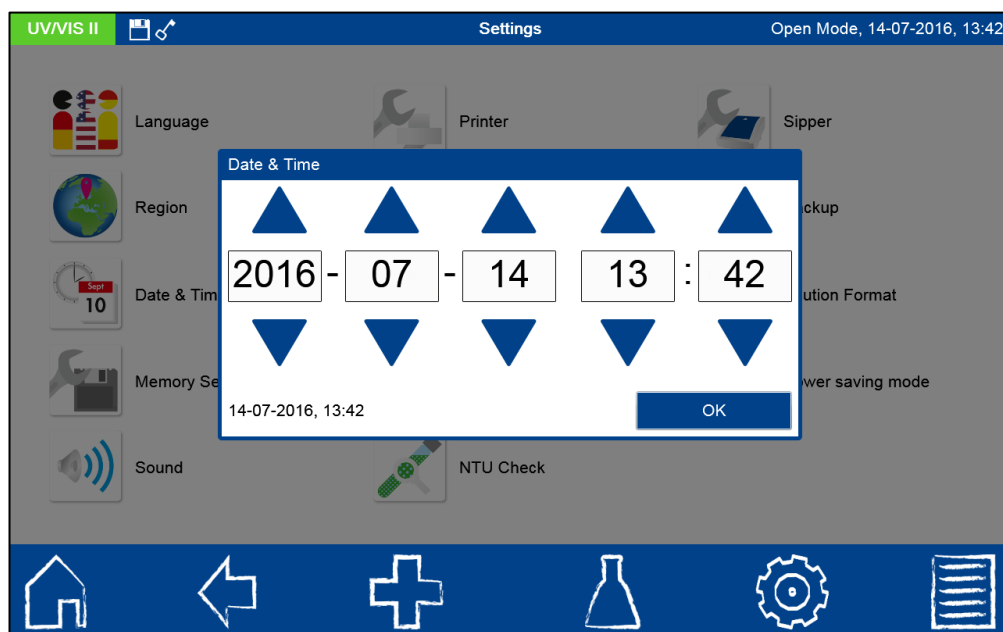 UV/VIS II Settings Open Mode, 14-07-2016, 13:42
Language Printer Sipper
Date & Time
Region ckup
2016 - 07 - 14 13 : 42
Sept
10
Date & Tim ution Format
Memory Se wer saving mode
14-07-2016, 13:42 OK
Sound NTU Check